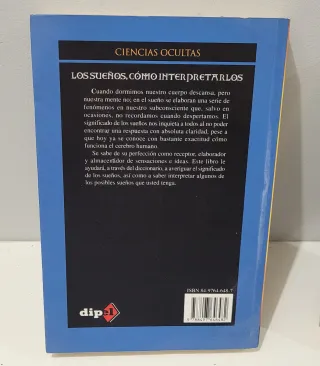 CIENCIAS OCULTAS
LOS SUEÑOS, CÓMO INTERPRETARLOS
Cuando dormimos nuestro cuerpo descansa, pero
nuestra mente no; en el sueño se elaboran una serie de
fenómenos en nuestro subconsciente que, salvo en
ocasiones, no recordamos cuando despertamos. El
significado de los sueños nos inquieta a todos al no poder
encontrar una respuesta con absoluta claridad, pese a
que hoy ya se conoce con bastante exactitud cómo
funciona el cerebro humano.
Se sabe de su perfección como receptor, elaborador
y almacenador de sensaciones e ideas. Este libro le
ayudará, a través del diccionario, a averiguar el significado
de los sueños, así como a saber interpretar algunos de
los posibles sueños que usted tenga.
ISBN 84-9764-648-7
dip